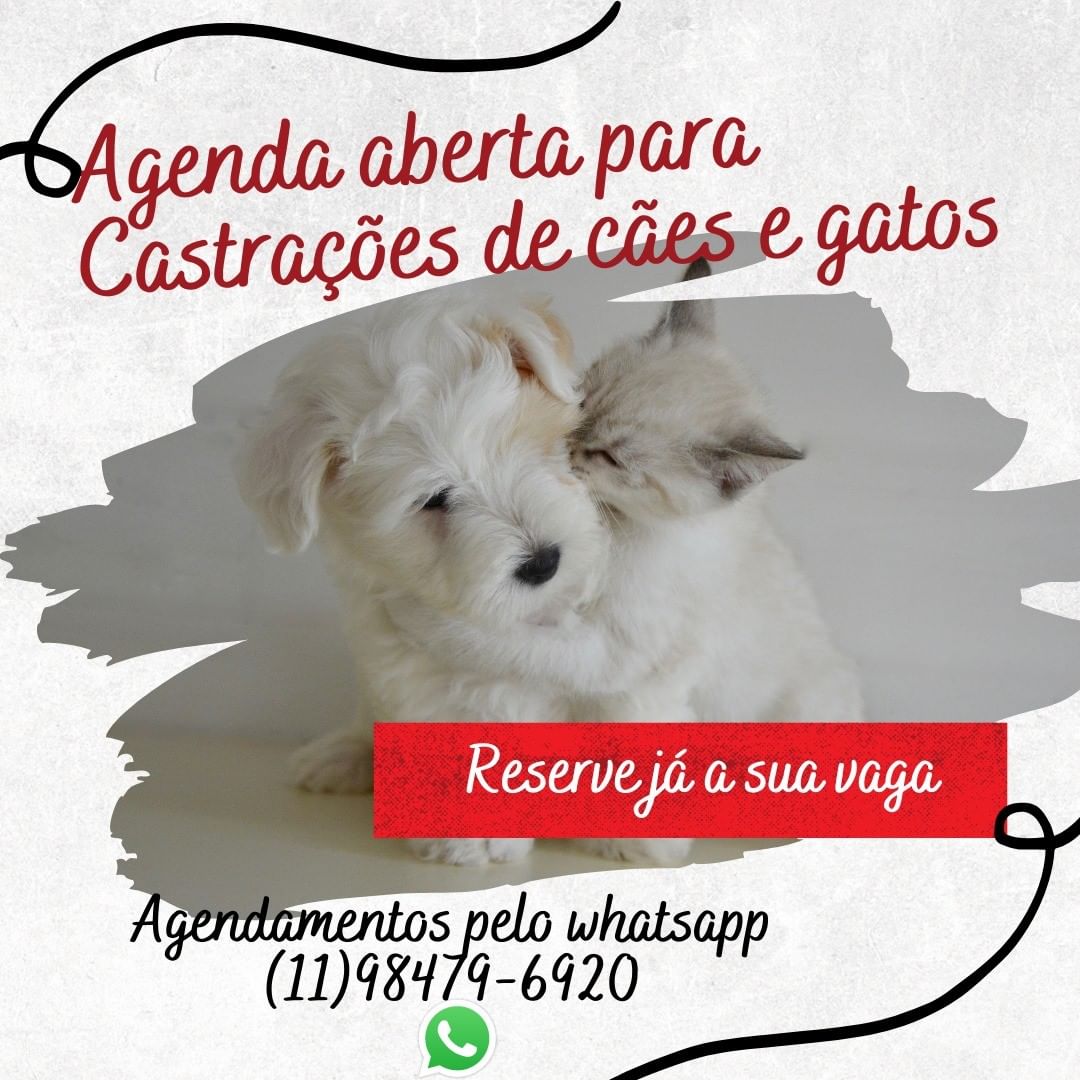 Agenda aberta para
Castrações de cães e gatos
Reserve já a sua vaga
Agendamentos pelo whatsapp
(11)98479-6920